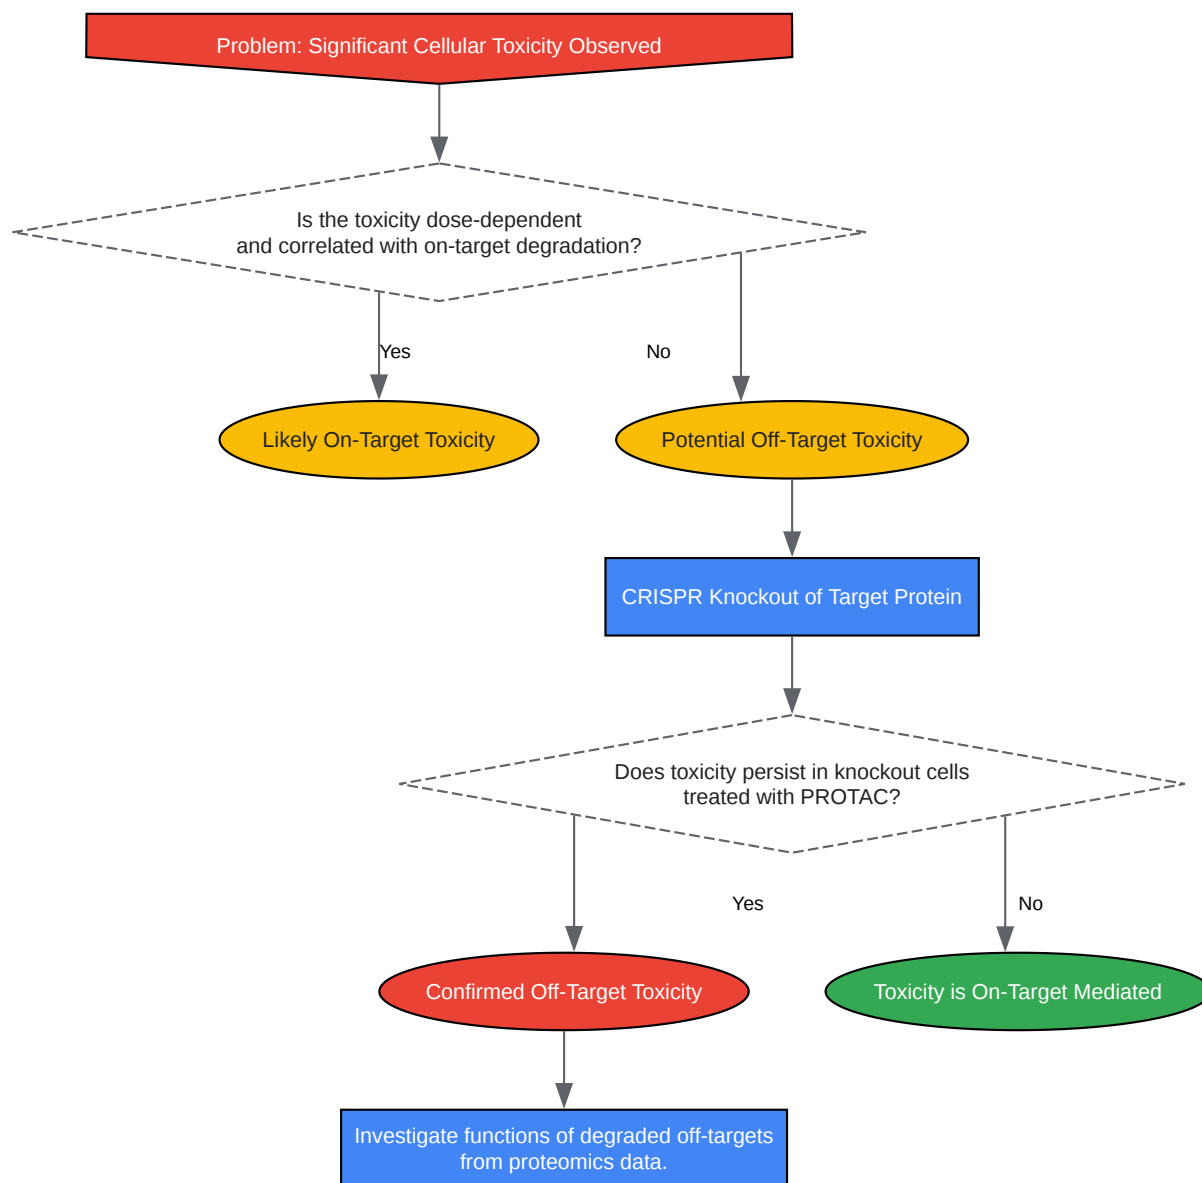 Problem: Significant Cellular Toxicity Observed
Is the toxicity dose-dependent
and correlated with on-target degradation?
Yes
No
Likely On-Target Toxicity
Potential Off-Target Toxicity
CRISPR Knockout of Target Protein
Does toxicity persist in knockout cells
treated with PROTAC?
Yes
No
Confirmed Off-Target Toxicity
Toxicity is On-Target Mediated
Investigate functions of degraded off-targets
from proteomics data.